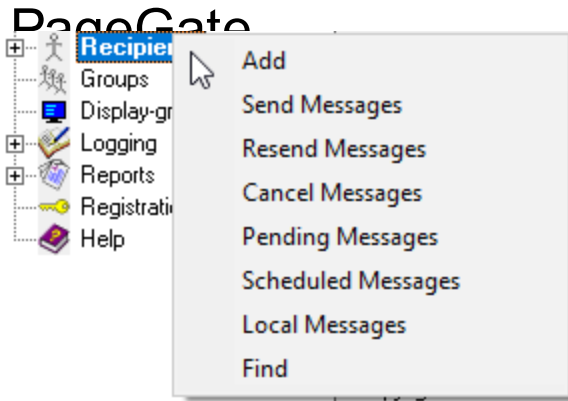 PageGate
Recipie
Groups
Display-gr
Logging
Reports
Registrati
Help
Add
Send Messages
Resend Messages
Cancel Messages
Pending Messages
Scheduled Messages
Local Messages
Find